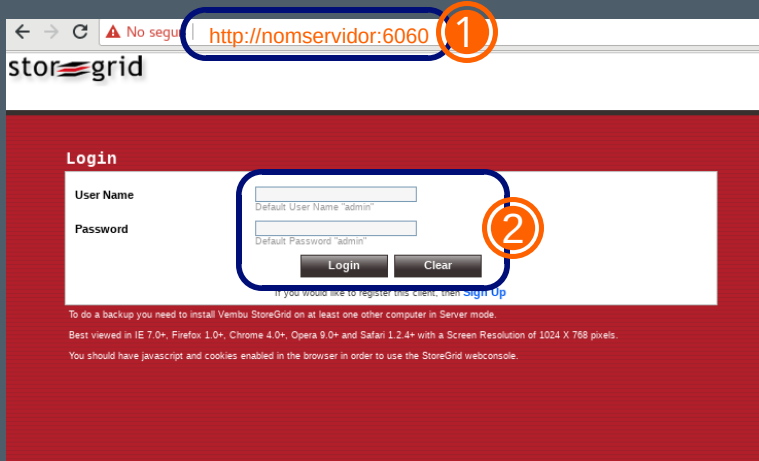 No segu
http://nomservidor:6060
1
storegrid
Login
User Name
Default User Name "admin"
Password
Default Password "admin"
2
Login Clear
If you would like to register this client, then Sign Up
To do a backup you need to install Vembu StoreGrid on at least one other computer in Server mode.
Best viewed in IE 7.0+, Firefox 1.0+, Chrome 4.0+, Opera 9.0+ and Safari 1.2.4+ with a Screen Resolution of 1024 X 768 pixels.
You should have javascript and cookies enabled in the browser in order to use the StoreGrid webconsole.